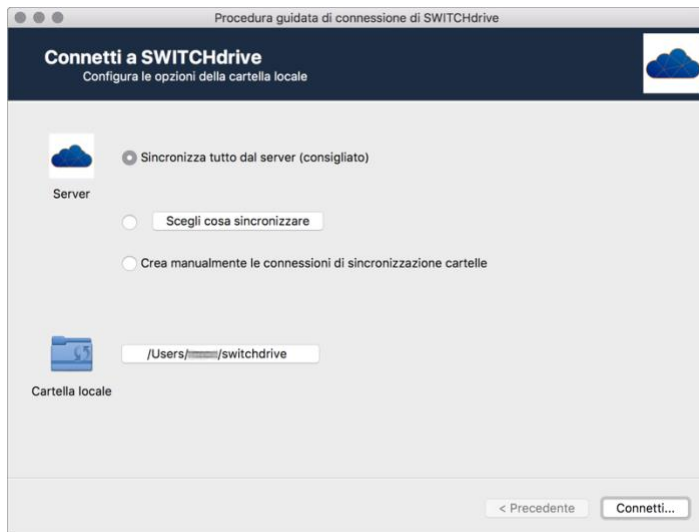 Procedura guidata di connessione di SWITCHdrive
Connetti a SWITCHdrive
Configura le opzioni della cartella locale
Sincronizza tutto dal server (consigliato)
Server
Scegli cosa sincronizzare
Crea manualmente le connessioni di sincronizzazione cartelle
/Users/ /switchdrive
Cartella locale
< Precedente
Connetti...